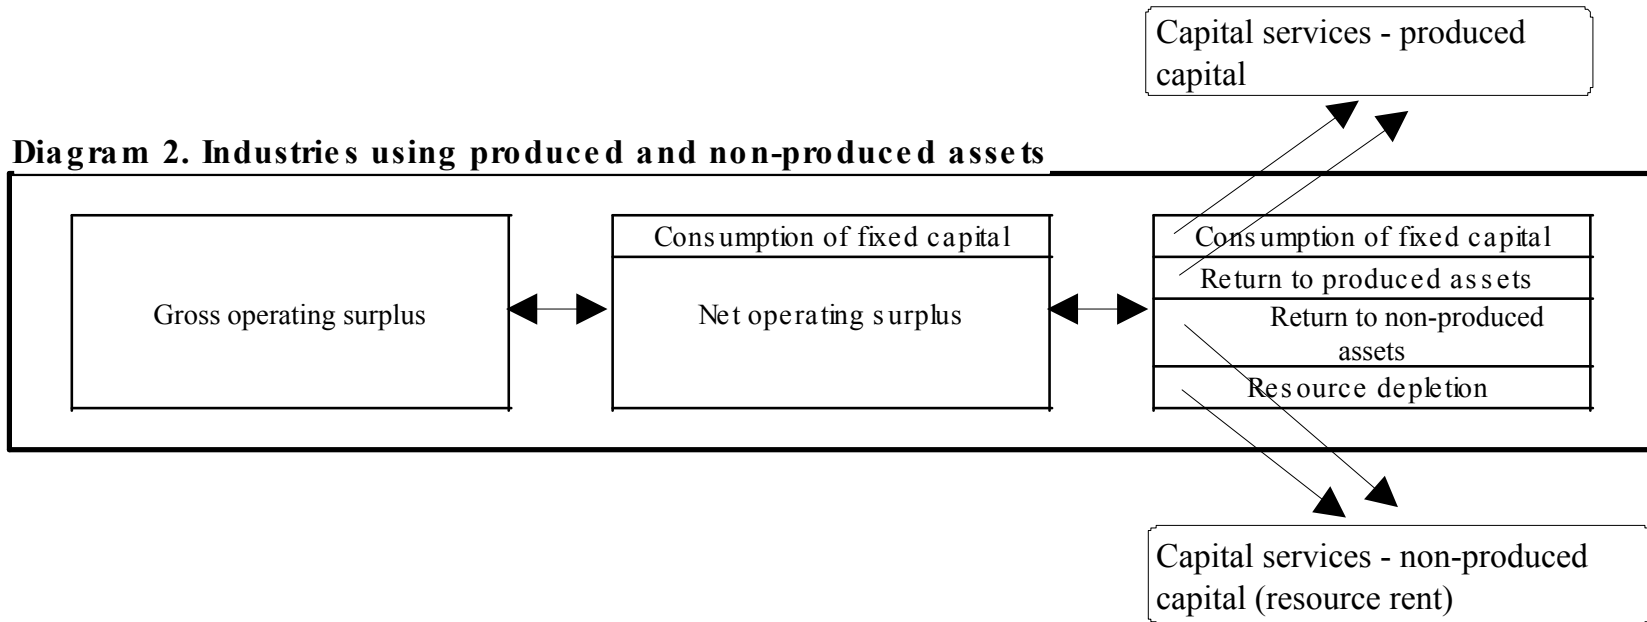 Capital services - produced
capital
Diagram 2. Industries using produced and non-produced assets
Gross operating surplus
Consumption of fixed capital
Net operating surplus
Consumption of fixed capital
Return to produced assets
Return to non-produced
assets
Resource depletion
Capital services - non-produced
capital (resource rent)